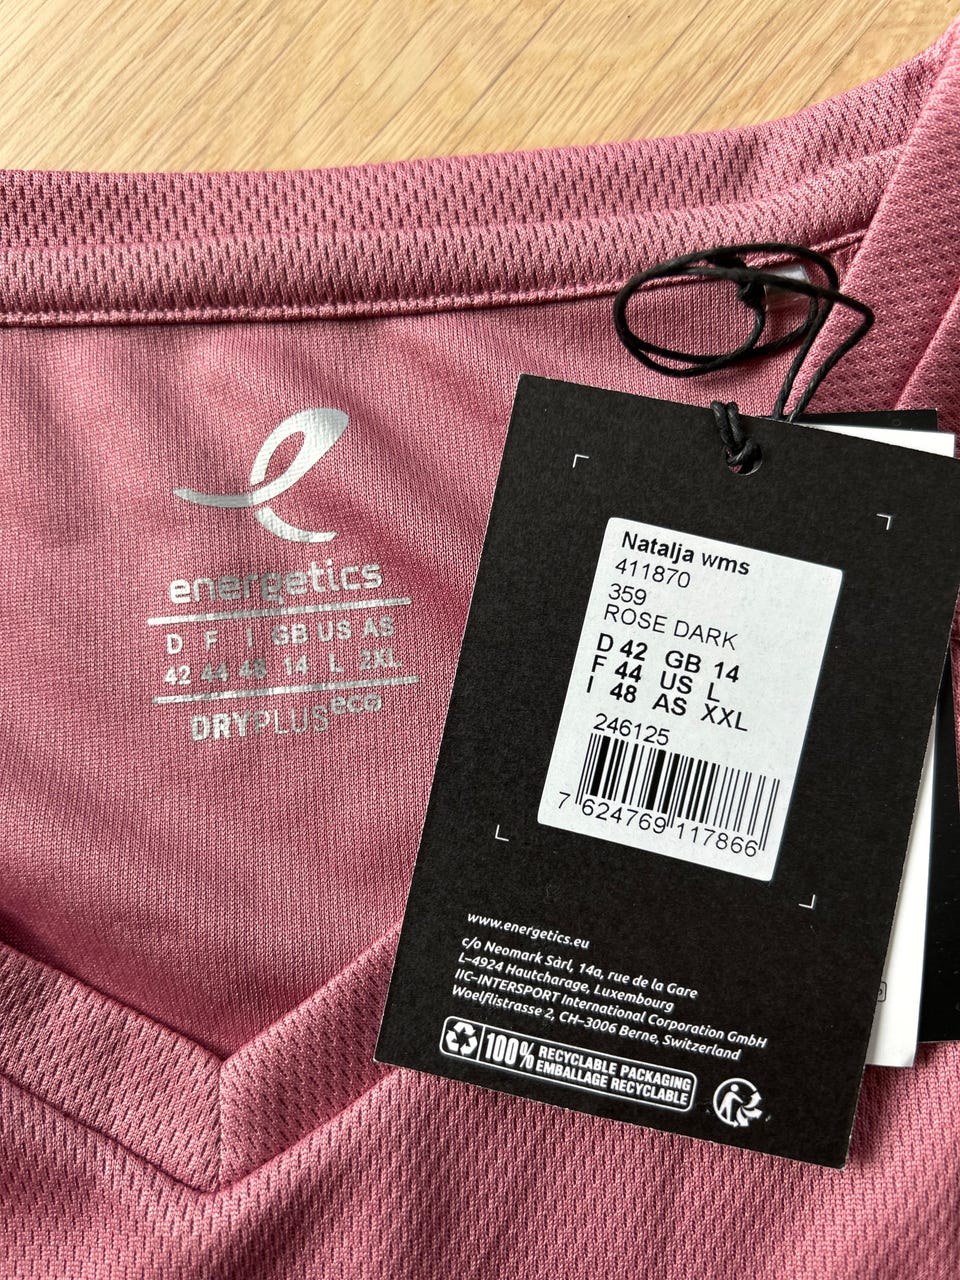 energetics
D F I GB US AS
42 44 48 14 L 2XL
DRYPLUS eco
Natalja wms
411870
359
ROSE DARK
D 42 GB 14
F 44 US L
I 48 AS XXL
246125
7 624769 117866
www.energetics.eu
c/o Neomark Sàrl, 14a, rue de la Gare
L-4924 Hautcharage, Luxembourg
IIC-INTERSPORT International Corporation GmbH
Woelflistrasse 2, CH-3006 Berne, Switzerland
100% RECYCLABLE PACKAGING
EMBALLAGE RECYCLABLE